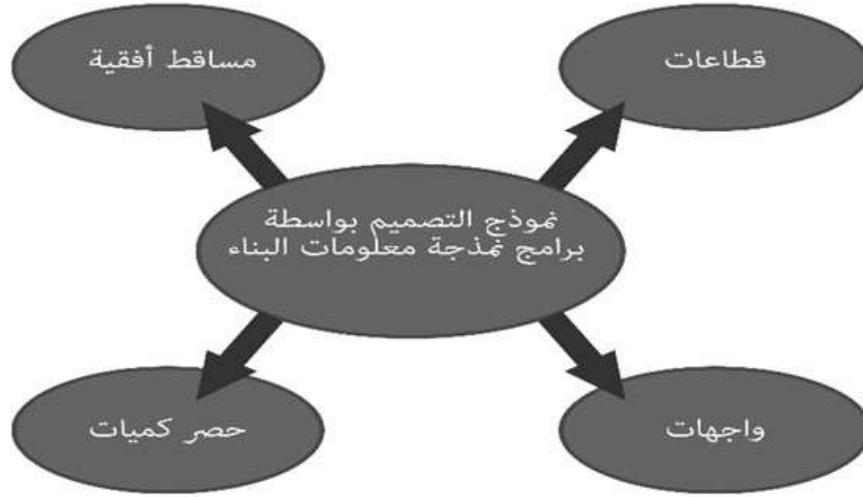 قطاعات
مساقط أفقية
نموذج التصميم بواسطة
برامج نمذجة معلومات البناء
واجهات
حصر كميات